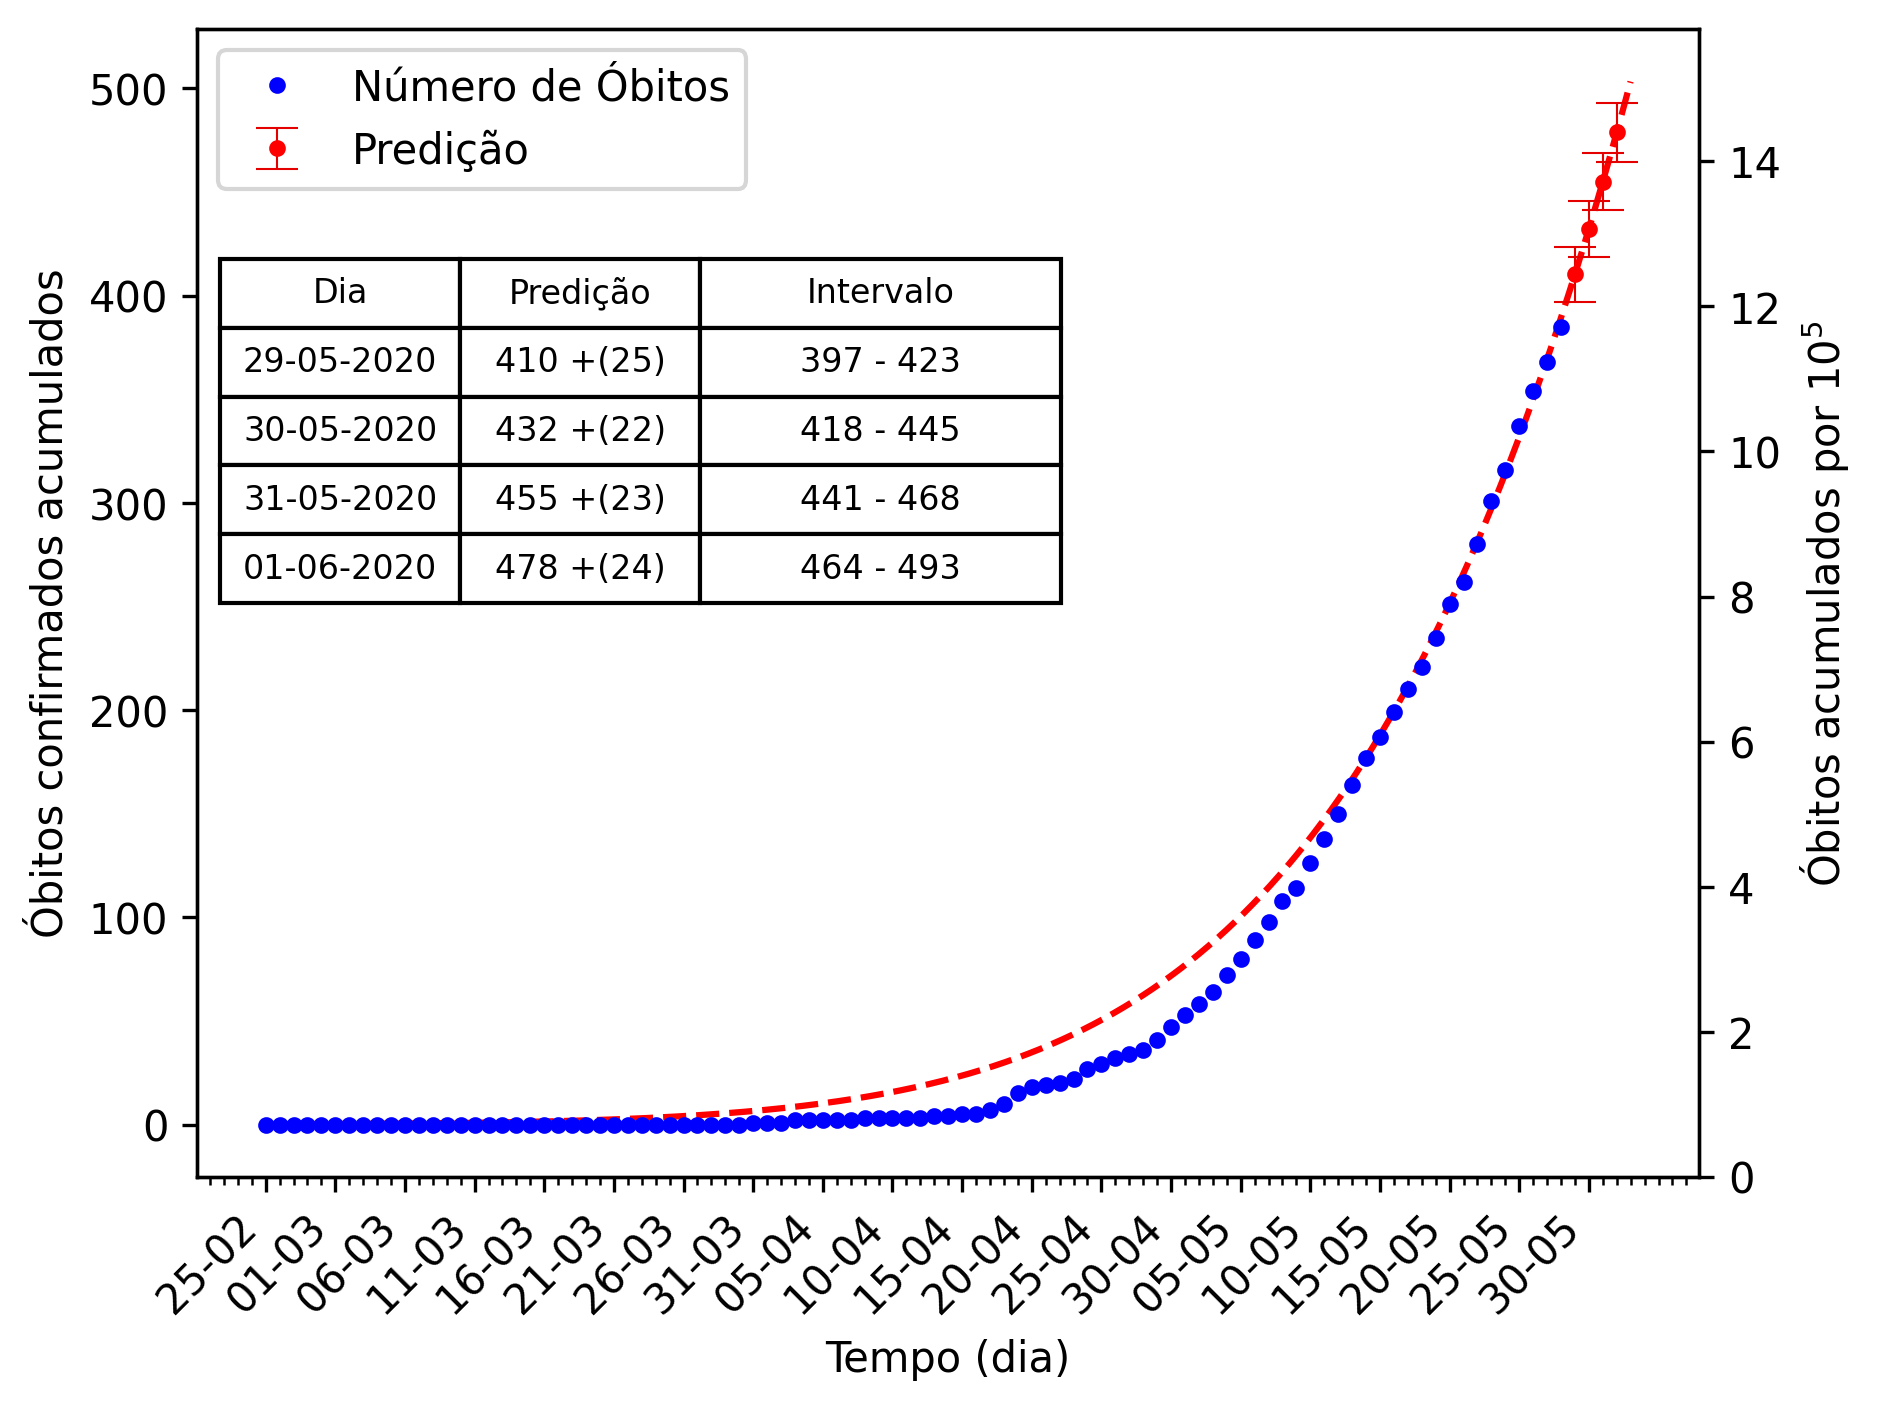 Número de Óbitos
Predição
Dia Predição Intervalo
29-05-2020 410 +(25) 397 - 423
30-05-2020 432 +(22) 418 - 445
31-05-2020 455 +(23) 441 - 468
01-06-2020 478 +(24) 464 - 493
Óbitos confirmados acumulados
500
400
300
200
100
0
Óbitos acumulados por 10⁵
14
12
10
8
6
4
2
0
25-02 01-03 06-03 11-03 16-03 21-03 26-03 31-03 05-04 10-04 15-04 20-04 25-04 30-04 05-05 10-05 15-05 20-05 25-05 30-05
Tempo (dia)